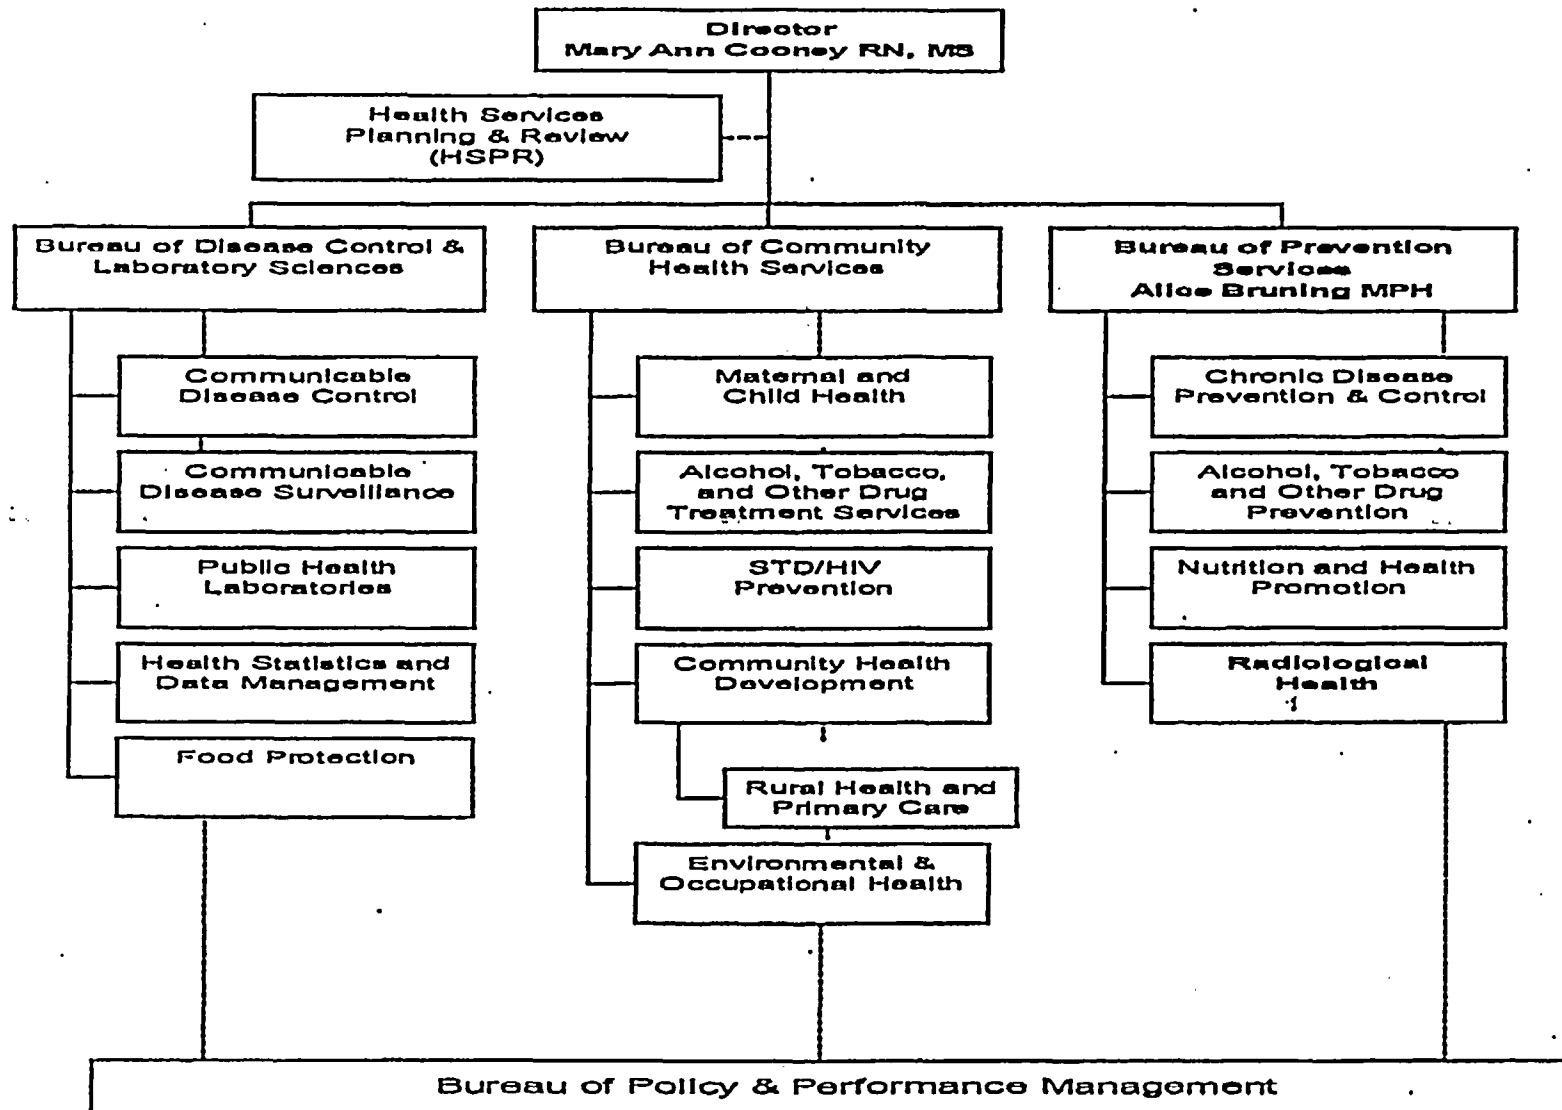 Director
Mary Ann Cooney RN, MS
Health Services
Planning & Review
(HSPR)
Bureau of Disease Control &
Laboratory Sciences
Bureau of Community
Health Services
Bureau of Prevention
Services
Alice Bruning MPH
Communicable
Disease Control
Communicable
Disease Surveillance
Public Health
Laboratories
Health Statistics and
Data Management
Food Protection
Maternal and
Child Health
Alcohol, Tobacco,
and Other Drug
Treatment Services
STD/HIV
Prevention
Community Health
Development
Rural Health and
Primary Care
Environmental &
Occupational Health
Chronic Disease
Prevention & Control
Alcohol, Tobacco
and Other Drug
Prevention
Nutrition and Health
Promotion
Radiological
Health
Bureau of Policy & Performance Management